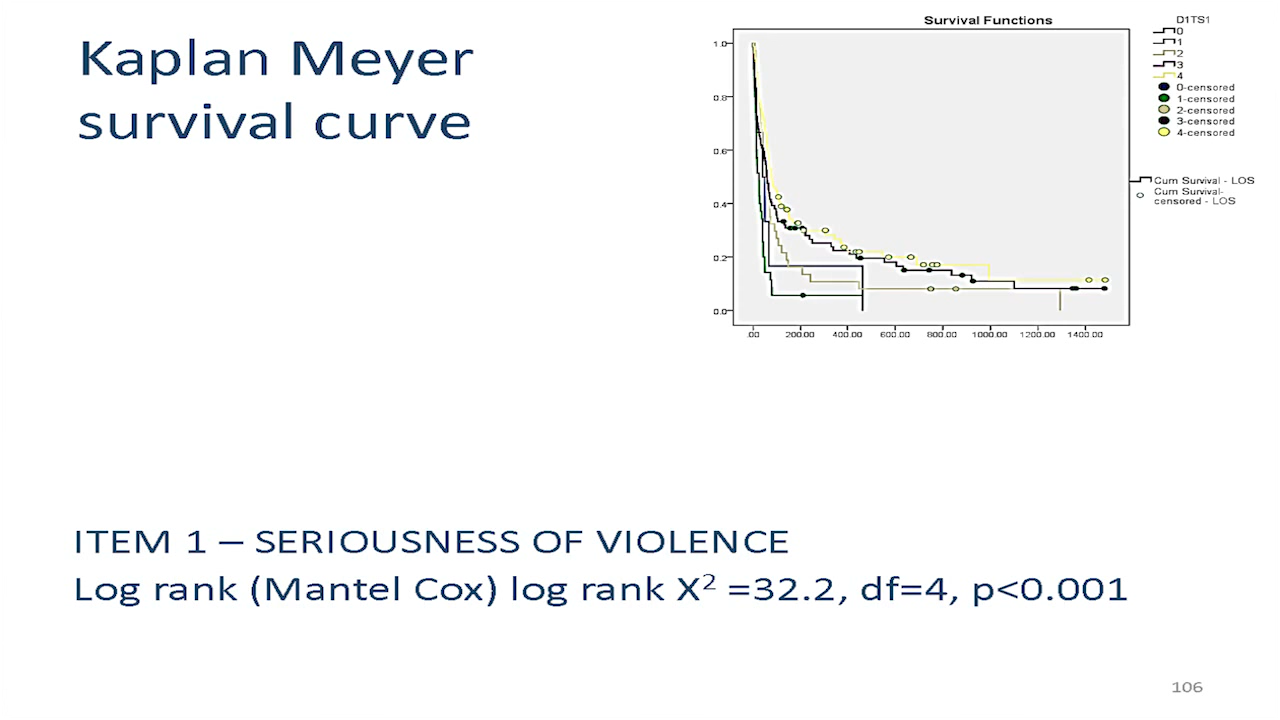 Kaplan Meyer
survival curve
Survival Functions
D1TS1
0
1
2
3
4
0-censored
1-censored
2-censored
3-censored
4-censored
Cum Survival - LOS
Cum Survival-
censored - LOS
1.0
0.8
0.6
0.4
0.2
0.0
.00 200.00 400.00 600.00 800.00 1000.00 1200.00 1400.00
ITEM 1 – SERIOUSNESS OF VIOLENCE
Log rank (Mantel Cox) log rank X² =32.2, df=4, p<0.001
106